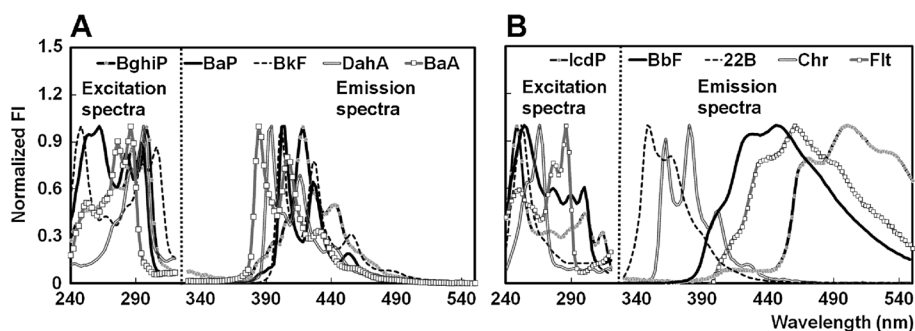 A
B
1.5
1.2
0.9
0.6
0.3
0
Normalized FI
BghiP BaP BkF DahA BaA
Excitation spectra
Emission spectra
240 290 340 390 440 490 540
IcdP BbF 22B Chr Flt
Excitation spectra
Emission spectra
240 290 340 390 440 490 540
Wavelength (nm)